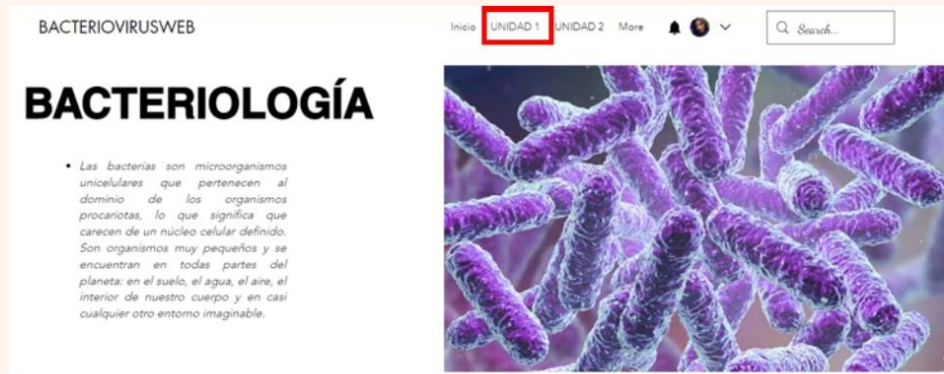 BACTERIOVIRUSWEB
Inicio UNIDAD 1 UNIDAD 2 More
Search...
BACTERIOLOGÍA
• Las bacterias son microorganismos
unicelulares que pertenecen al
dominio de los organismos
procariotas, lo que significa que
carecen de un núcleo celular definido.
Son organismos muy pequeños y se
encuentran en todas partes del
planeta: en el suelo, el agua, el aire, el
interior de nuestro cuerpo y en casi
cualquier otro entorno imaginable.